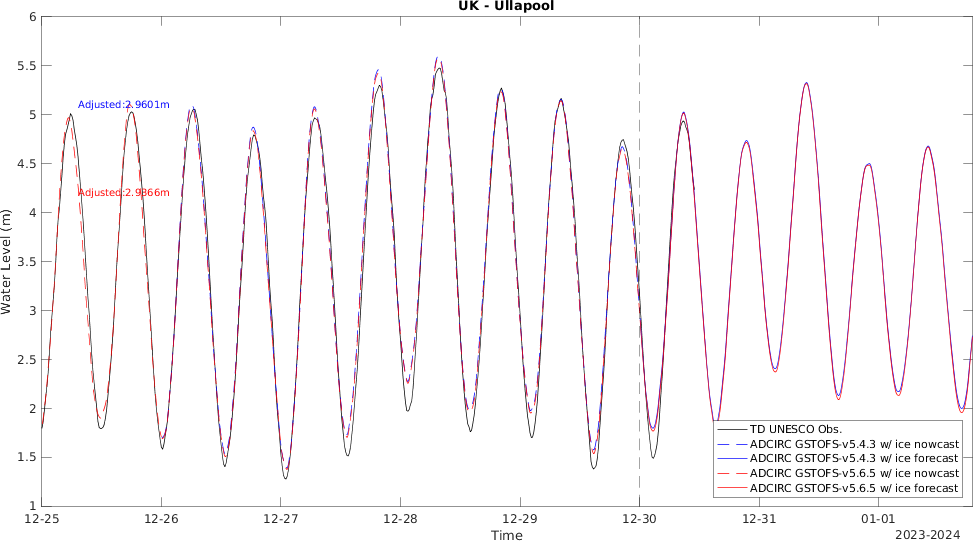 UK - Ullapool
6
5.5
5
4.5
4
3.5
3
2.5
2
1.5
1
Water Level (m)
Adjusted:2.9601m
Adjusted:2.9866m
TD UNESCO Obs.
ADCIRC GSTOFS-v5.4.3 w/ ice nowcast
ADCIRC GSTOFS-v5.4.3 w/ ice forecast
ADCIRC GSTOFS-v5.6.5 w/ ice nowcast
ADCIRC GSTOFS-v5.6.5 w/ ice forecast
12-25
12-26
12-27
12-28
12-29
12-30
12-31
01-01
Time
2023-2024